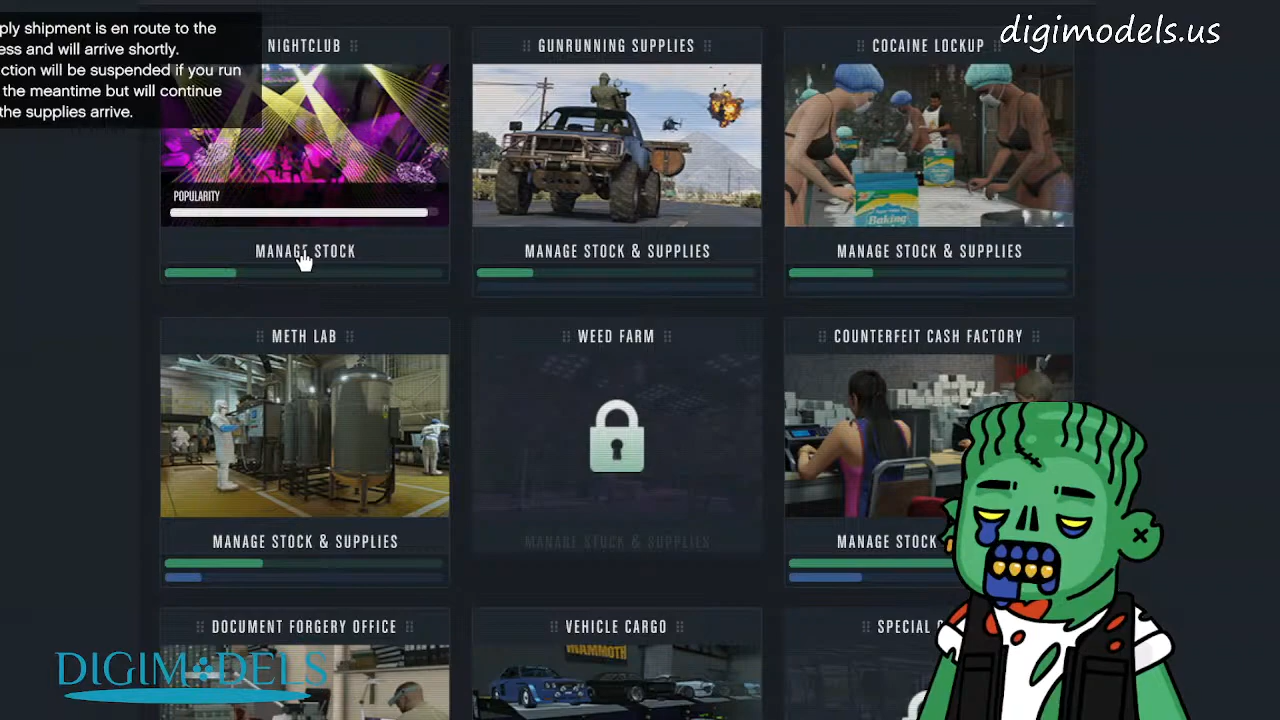 ply shipment is en route to the
ess and will arrive shortly.
ction will be suspended if you run
the meantime but will continue
the supplies arrive.
digimodels.us
NIGHTCLUB
GUNRUNNING SUPPLIES
COCAINE LOCKUP
POPULARITY
Baking
MANAGE STOCK
MANAGE STOCK & SUPPLIES
MANAGE STOCK & SUPPLIES
METH LAB
WEED FARM
COUNTERFEIT CASH FACTORY
MANAGE STOCK & SUPPLIES
MANAGE STOCK & SUPPLIES
MANAGE STOCK
DOCUMENT FORGERY OFFICE
VEHICLE CARGO
SPECIAL
MAMMOTH
DIGIMODELS